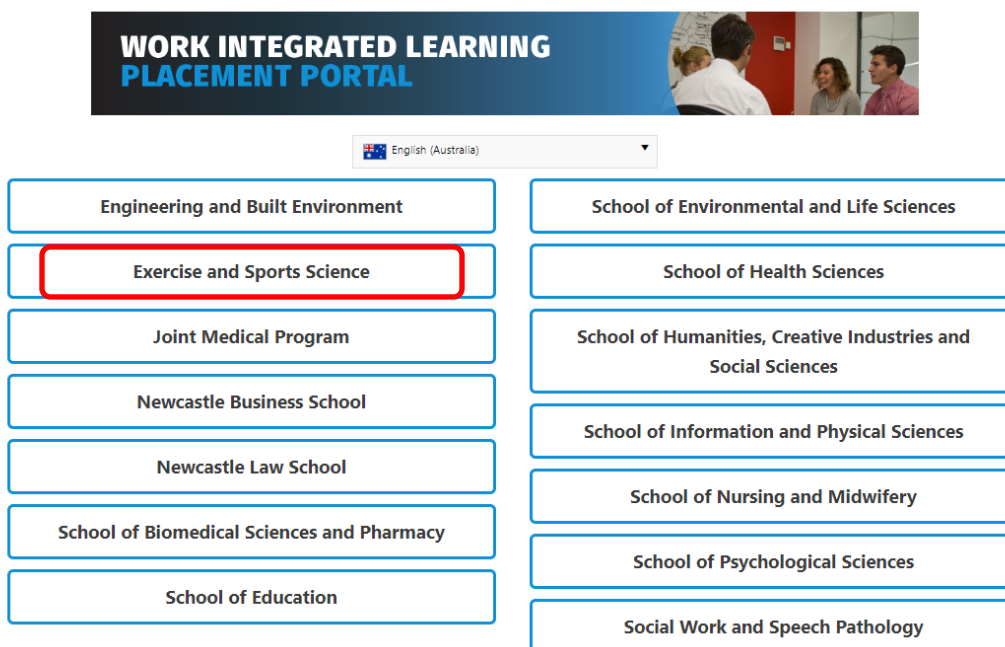 WORK INTEGRATED LEARNING
PLACEMENT PORTAL
English (Australia)
Engineering and Built Environment
Exercise and Sports Science
Joint Medical Program
Newcastle Business School
Newcastle Law School
School of Biomedical Sciences and Pharmacy
School of Education
School of Environmental and Life Sciences
School of Health Sciences
School of Humanities, Creative Industries and
Social Sciences
School of Information and Physical Sciences
School of Nursing and Midwifery
School of Psychological Sciences
Social Work and Speech Pathology